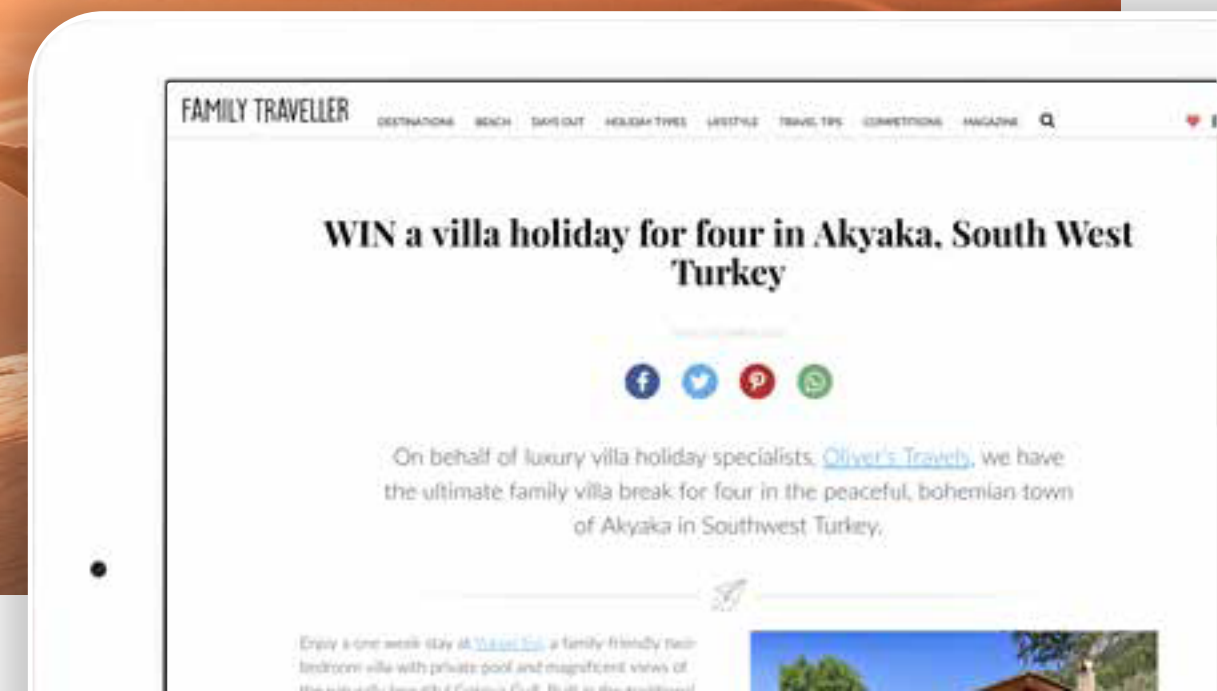 FAMILY TRAVELLER
DESTINATIONS BEACH DAYS OUT HOLIDAY TYPES LIFESTYLE TRAVEL TIPS COMPETITIONS MAGAZINE
WIN a villa holiday for four in Akyaka, South West
Turkey
On behalf of luxury villa holiday specialists, Oliver's Travels, we have
the ultimate family villa break for four in the peaceful, bohemian town
of Akyaka in Southwest Turkey.
Enjoy a one week stay at a family-friendly two-
bedroom villa with private pool and magnificent views of